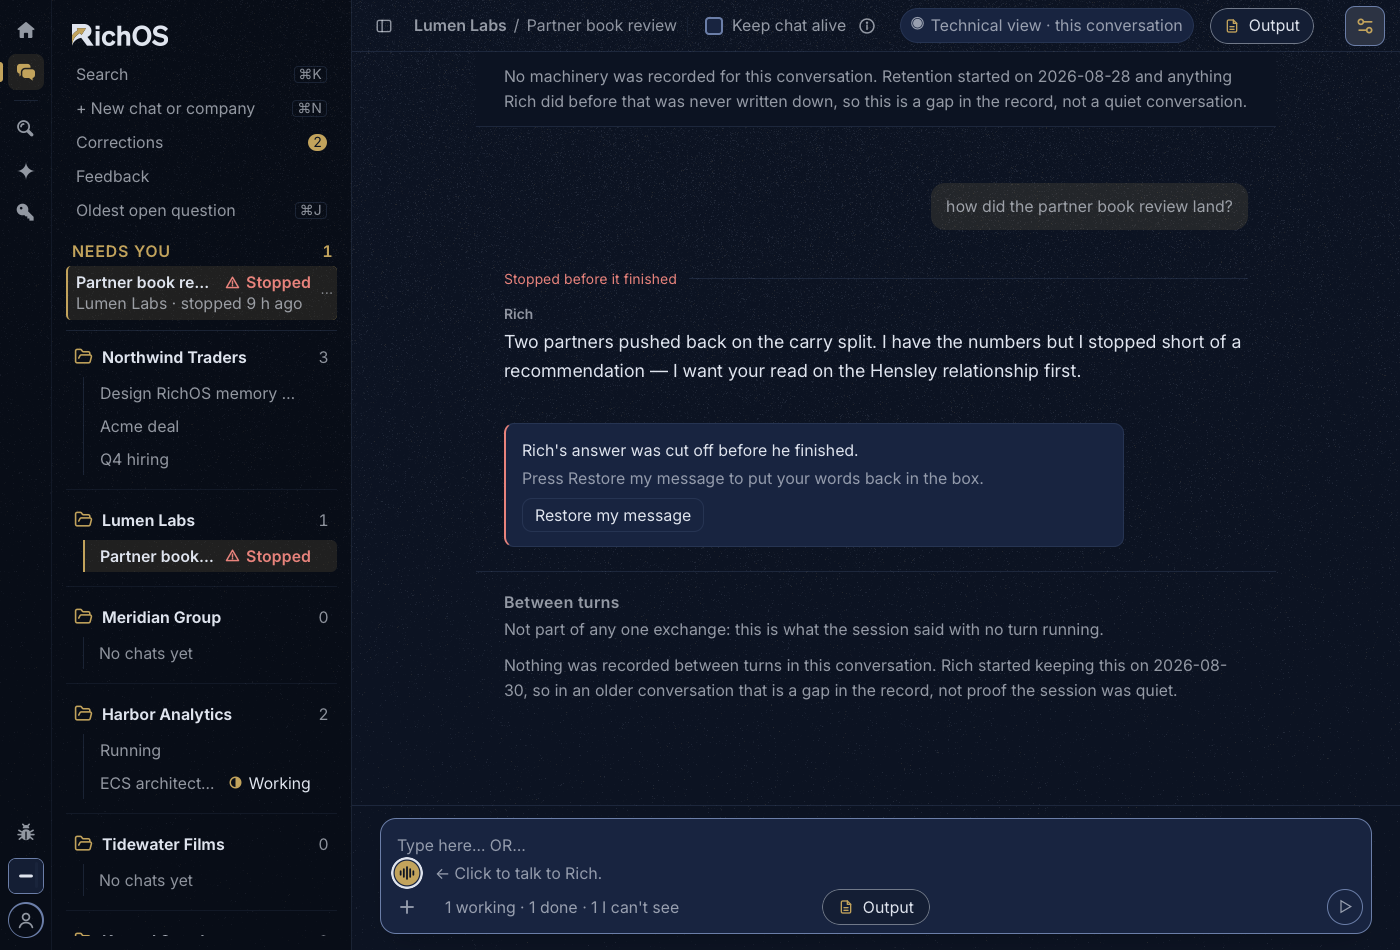 RichOS
Search ⌘K
+ New chat or company ⌘N
Corrections 2
Feedback
Oldest open question ⌘J
NEEDS YOU 1
Partner book re... Stopped
Lumen Labs · stopped 9 h ago
Northwind Traders 3
Design RichOS memory ...
Acme deal
Q4 hiring
Lumen Labs 1
Partner book... Stopped
Meridian Group 0
No chats yet
Harbor Analytics 2
Running
ECS architect... Working
Tidewater Films 0
No chats yet
Lumen Labs / Partner book review
Keep chat alive
Technical view · this conversation
Output
No machinery was recorded for this conversation. Retention started on 2026-08-28 and anything
Rich did before that was never written down, so this is a gap in the record, not a quiet conversation.
how did the partner book review land?
Stopped before it finished
Rich
Two partners pushed back on the carry split. I have the numbers but I stopped short of a
recommendation — I want your read on the Hensley relationship first.
Rich's answer was cut off before he finished.
Press Restore my message to put your words back in the box.
Restore my message
Between turns
Not part of any one exchange: this is what the session said with no turn running.
Nothing was recorded between turns in this conversation. Rich started keeping this on 2026-08-
30, so in an older conversation that is a gap in the record, not proof the session was quiet.
Type here... OR...
← Click to talk to Rich.
1 working · 1 done · 1 I can't see
Output